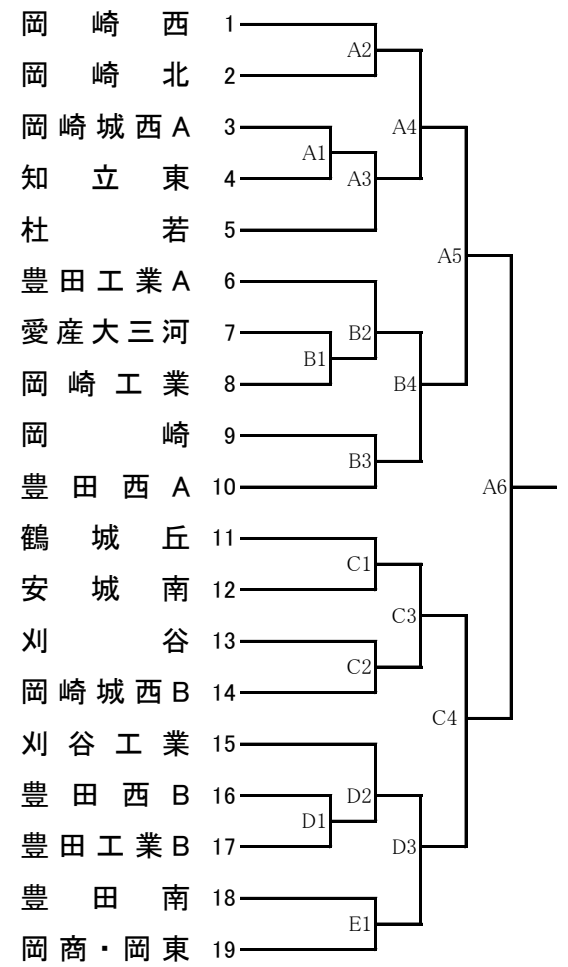 岡崎西 1
A2
岡崎北 2
A4
岡崎城西A 3
A1
知立東 4
A3
杜若 5
A5
豊田工業A 6
愛産大三河 7
B2
B1
岡崎工業 8
B4
岡崎 9
B3
豊田西A 10
A6
鶴城丘 11
C1
安城南 12
C3
刈谷 13
C2
岡崎城西B 14
C4
刈谷工業 15
豊田西B 16
D2
D1
豊田工業B 17
D3
豊田南 18
E1
岡商・岡東 19